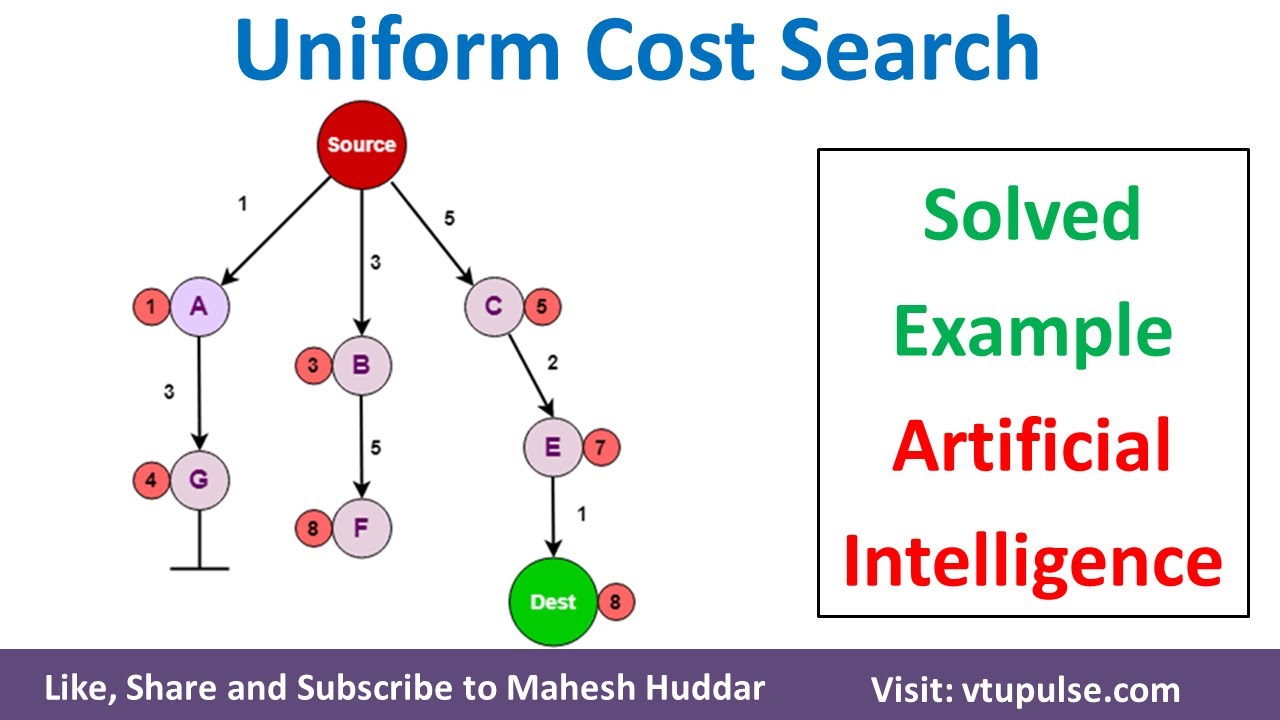 Uniform Cost Search
Source
1
5
3
1 A
C 5
3 B
2
3
5
E 7
4 G
8 F
1
Dest 8
Solved
Example
Artificial
Intelligence
Like, Share and Subscribe to Mahesh Huddar
Visit: vtupulse.com